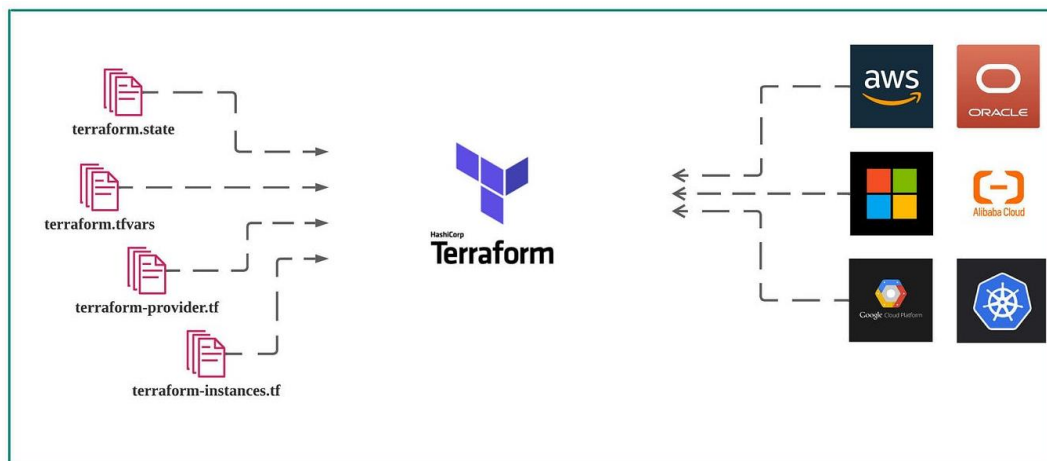 terraform.state
terraform.tfvars
terraform-provider.tf
terraform-instances.tf
HashiCorp
Terraform
aws
ORACLE
Alibaba Cloud
Google Cloud Platform